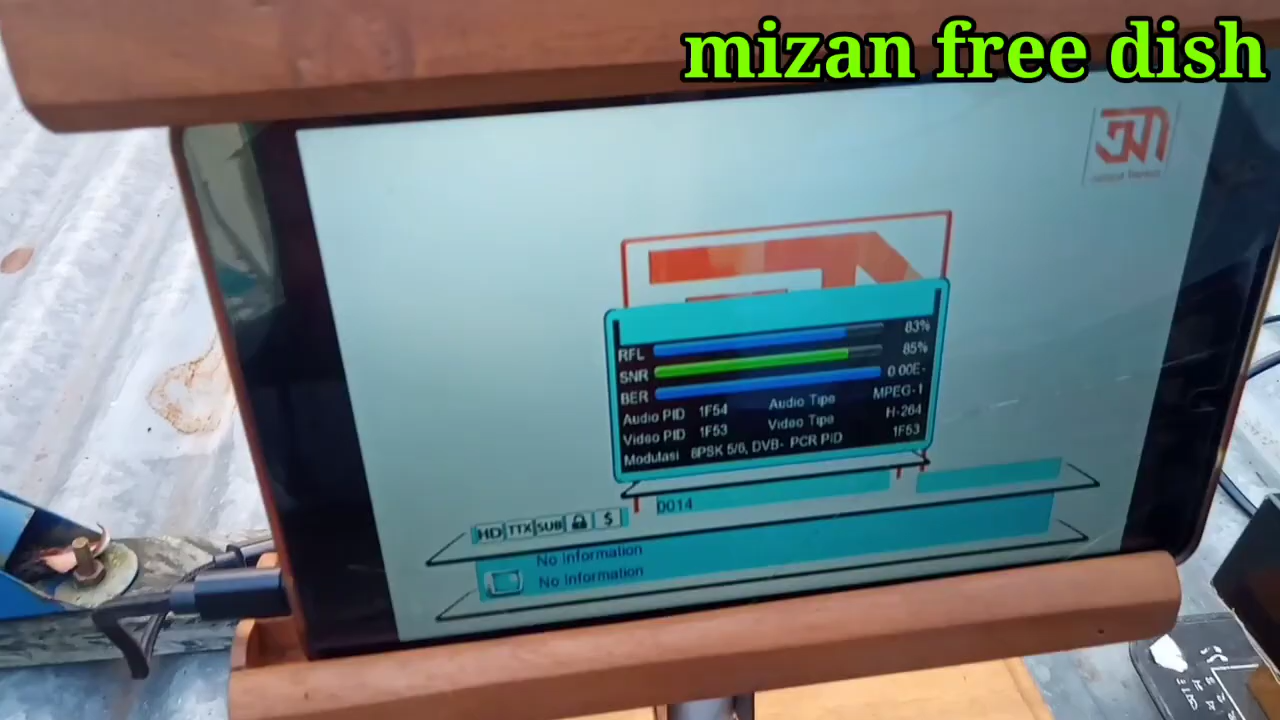 mizan free dish
RFL 83%
SNR 85%
BER 0.00E-
Audio PID 1F54 Audio Tipe MPEG-1
Video PID 1F53 Video Tipe H-264
Modulasi 8PSK 5/6, DVB- PCR PID 1F53
0014
HD TTX SUB $
No Information
No Information